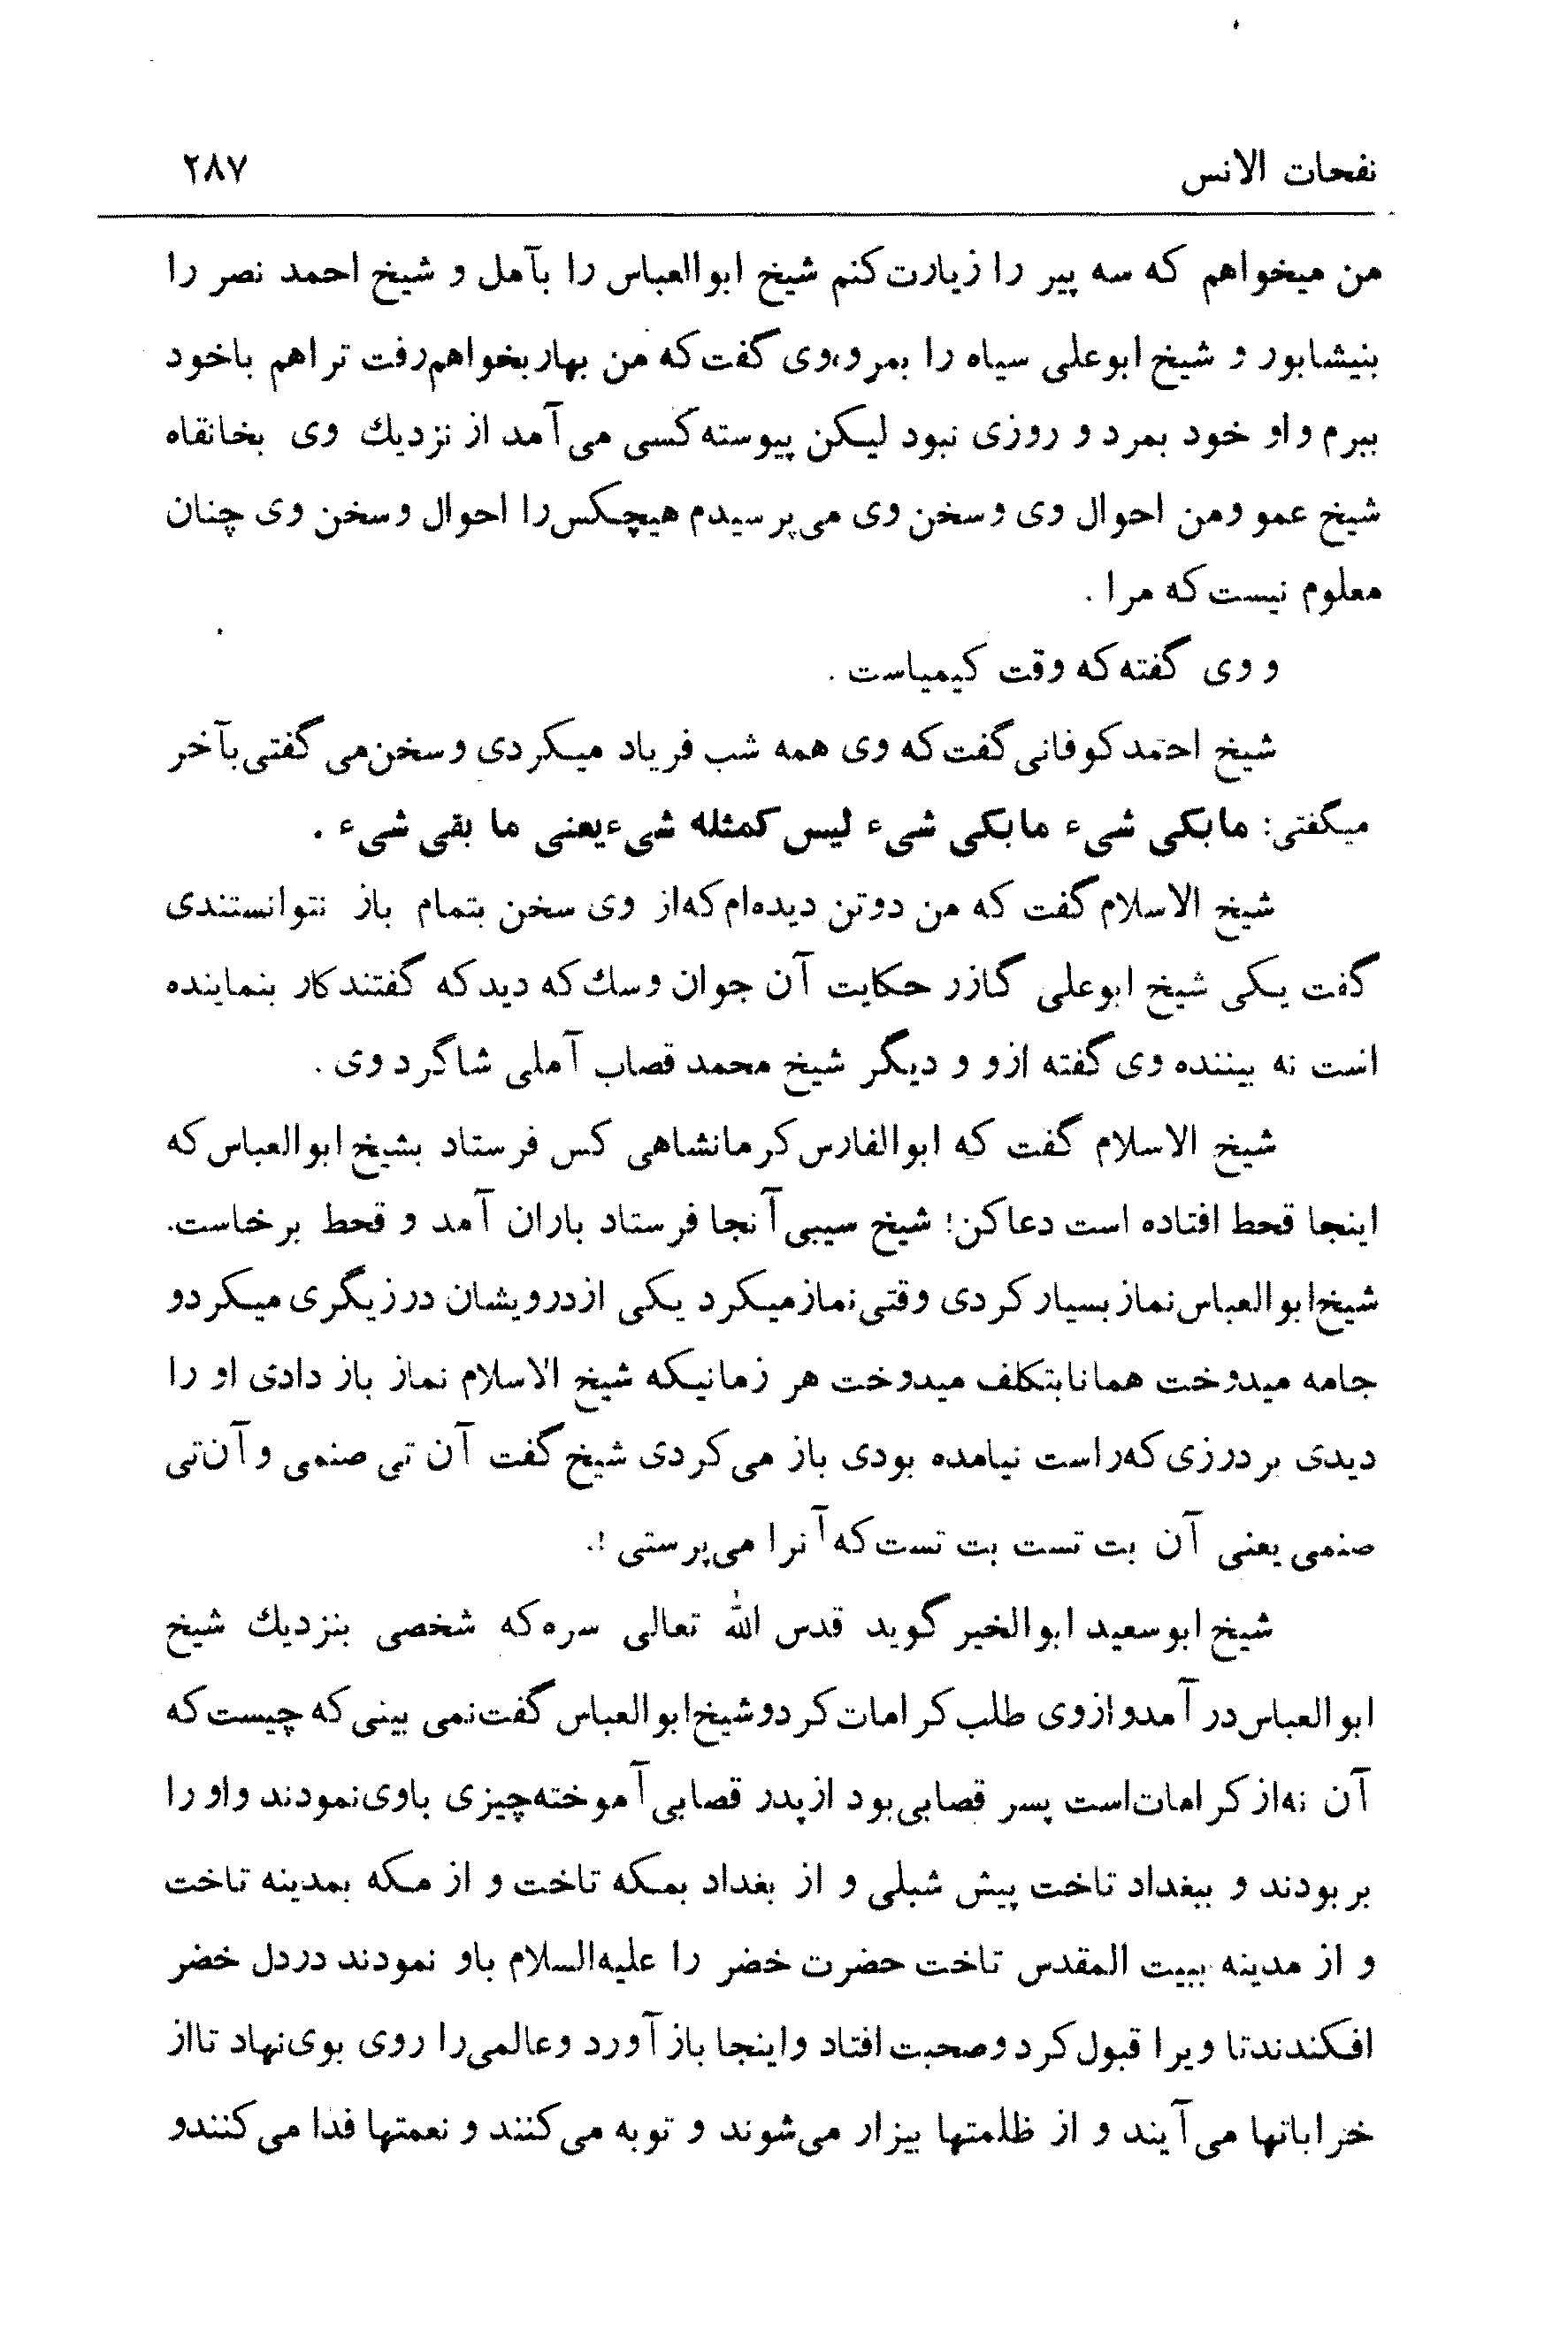 نفحات الانس ۲۸۷
من میخواهم که سه پیر را زیارت کنم شیخ ابوالعباس را بآمل و شیخ احمد نصر را
بنیشابور و شیخ ابوعلی سیاه را بمرو، وی گفت که من بهار بخواهم رفت تراهم باخود
ببرم و او خود بمرد و روزی نبود لیکن پیوسته کسی می آمد از نزدیك وی بخانقاه
شیخ عمو ومن احوال وی وسخن وی می پرسیدم هیچکس را احوال وسخن وی چنان
معلوم نیست که مرا .
و وی گفته که وقت کیمیاست .
شیخ احمد کوفانی گفت که وی همه شب فریاد میکردی وسخن می گفتی بآخر
میگفتی: مابکی شیء مابکی شیء لیس کمثله شیء یعنی ما بقی شیء .
شیخ الاسلام گفت که من دوتن دیده ام که از وی سخن بتمام باز نتوانستندی
گفت یکی شیخ ابوعلی گازر حکایت آن جوان وسك که دید که گفتند کار بنماینده
است نه بیننده وی گفته ازو و دیگر شیخ محمد قصاب آملی شاگرد وی .
شیخ الاسلام گفت که ابوالفارس کرمانشاهی کس فرستاد بشیخ ابوالعباس که
اینجا قحط افتاده است دعا کن؛ شیخ سیبی آنجا فرستاد باران آمد و قحط برخاست.
شیخ ابوالعباس نماز بسیار کردی وقتی نماز میکرد یکی ازدرویشان درزیگری میکردو
جامه میدوخت همانا بتکلف میدوخت هر زمانیکه شیخ الاسلام نماز باز دادی او را
دیدی بر درزی که راست نیامده بودی باز می کردی شیخ گفت آن تی صنمی و آن تی
صنمی یعنی آن بت تست بت تست که آنرا می پرستی !.
شیخ ابوسعید ابوالخیر گوید قدس الله تعالی سره که شخصی بنزدیك شیخ
ابوالعباس در آمدو ازوی طلب کرامات کردو شیخ ابوالعباس گفت نمی بینی که چیست که
آن نه از کرامات است پسر قصابی بود از پدر قصابی آموخته چیزی باوی نمودند واو را
بربودند و ببغداد تاخت پیش شبلی و از بغداد بمکه تاخت و از مکه بمدینه تاخت
و از مدینه ببیت المقدس تاخت حضرت خضر را علیه السلام باو نمودند دردل خضر
افکندند تا ویرا قبول کرد وصحبت افتاد واینجا باز آورد وعالمی را روی بوی نهاد تااز
خراباتها می آیند و از ظلمتها بیزار می شوند و توبه می کنند و نعمتها فدا می کنندو